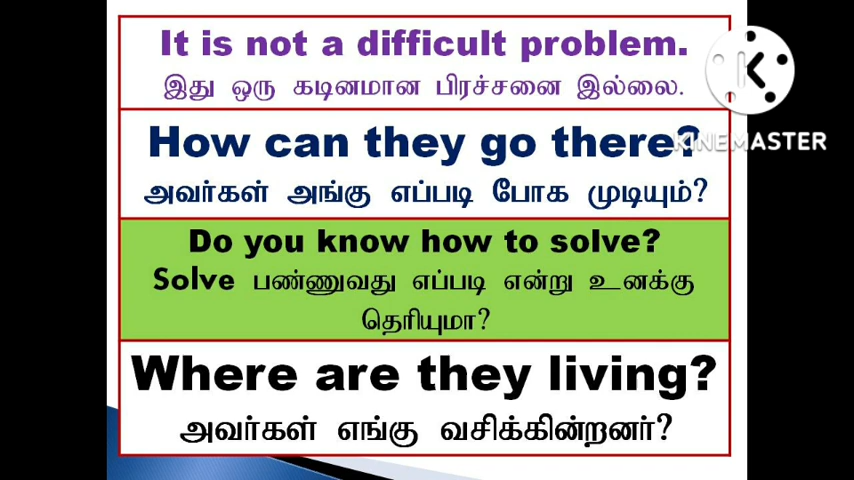 It is not a difficult problem.
இது ஒரு கடினமான பிரச்சனை இல்லை.
KINEMASTER
How can they go there?
அவர்கள் அங்கு எப்படி போக முடியும்?
Do you know how to solve?
Solve பண்ணுவது எப்படி என்று உனக்கு
தெரியுமா?
Where are they living?
அவர்கள் எங்கு வசிக்கின்றனர்?